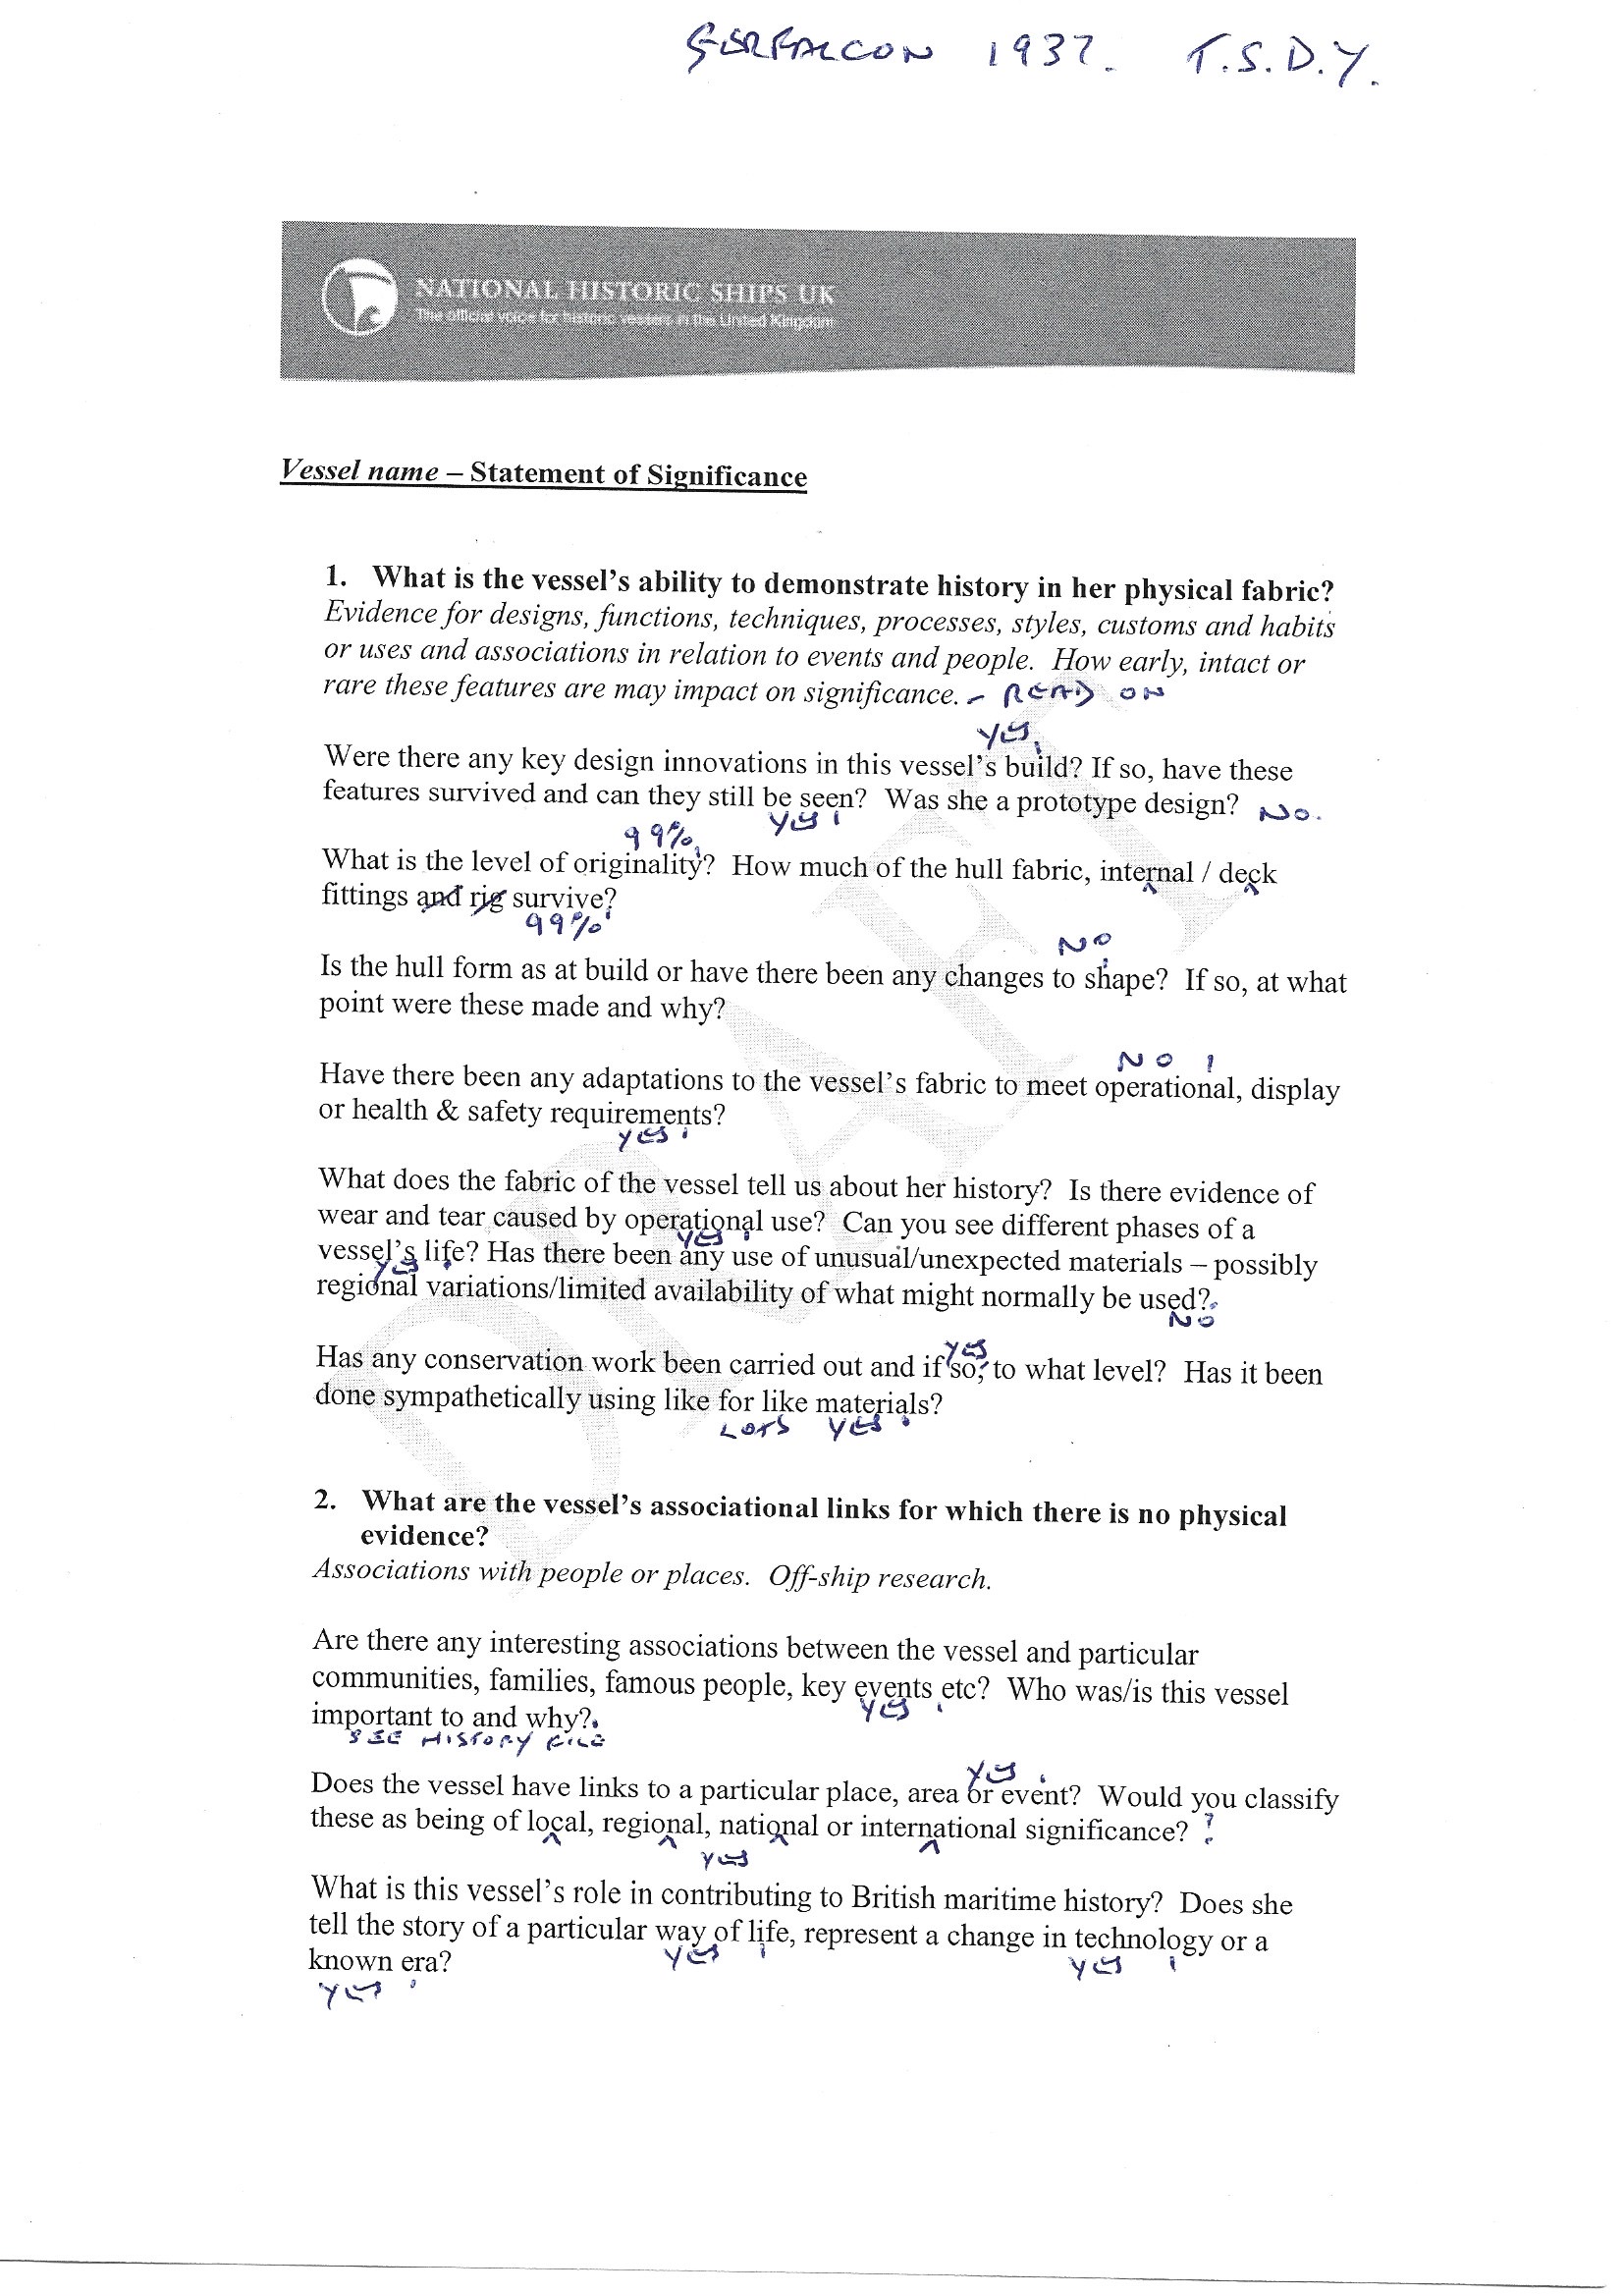 GERFALCON 1937. T.S.D.Y.
NATIONAL HISTORIC SHIPS UK
The official voice for historic vessels in the United Kingdom
Vessel name – Statement of Significance
1. What is the vessel's ability to demonstrate history in her physical fabric?
Evidence for designs, functions, techniques, processes, styles, customs and habits
or uses and associations in relation to events and people. How early, intact or
rare these features are may impact on significance. - READ ON
YES
Were there any key design innovations in this vessel's build? If so, have these
features survived and can they still be seen? Was she a prototype design? NO.
YES
99%
What is the level of originality? How much of the hull fabric, internal / deck
fittings and rig survive?
99%
NO
Is the hull form as at build or have there been any changes to shape? If so, at what
point were these made and why?
NO
Have there been any adaptations to the vessel's fabric to meet operational, display
or health & safety requirements?
YES
What does the fabric of the vessel tell us about her history? Is there evidence of
wear and tear caused by operational use? Can you see different phases of a
YES
vessel's life? Has there been any use of unusual/unexpected materials – possibly
YES
regional variations/limited availability of what might normally be used?
NO
YES
Has any conservation work been carried out and if so, to what level? Has it been
done sympathetically using like for like materials?
LOTS YES
2. What are the vessel's associational links for which there is no physical
evidence?
Associations with people or places. Off-ship research.
Are there any interesting associations between the vessel and particular
communities, families, famous people, key events etc? Who was/is this vessel
YES
important to and why?
SEE HISTORY FILE
YES
Does the vessel have links to a particular place, area or event? Would you classify
these as being of local, regional, national or international significance? ?
YES
What is this vessel's role in contributing to British maritime history? Does she
tell the story of a particular way of life, represent a change in technology or a
YES YES
known era?
YES
DRAFT